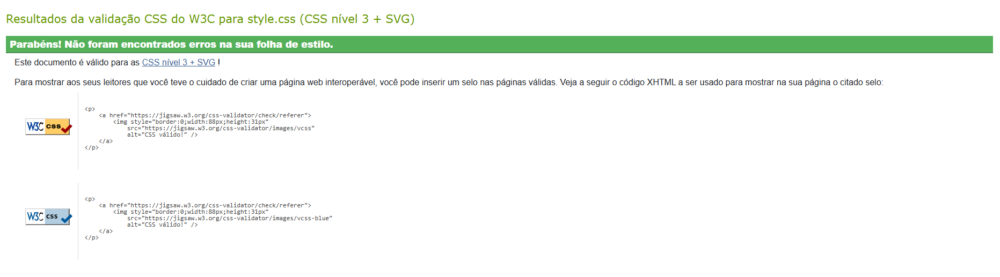 Resultados da validação CSS do W3C para style.css (CSS nível 3 + SVG)
Parabéns! Não foram encontrados erros na sua folha de estilo.
Este documento é válido para as CSS nível 3 + SVG !
Para mostrar aos seus leitores que você teve o cuidado de criar uma página web interoperável, você pode inserir um selo nas páginas válidas. Veja a seguir o código XHTML a ser usado para mostrar na sua página o citado selo:
W3C css
<p>
    <a href="https://jigsaw.w3.org/css-validator/check/referer">
        <img style="border:0;width:88px;height:31px"
            src="https://jigsaw.w3.org/css-validator/images/vcss"
            alt="CSS válido!" />
    </a>
</p>
W3C css
<p>
    <a href="https://jigsaw.w3.org/css-validator/check/referer">
        <img style="border:0;width:88px;height:31px"
            src="https://jigsaw.w3.org/css-validator/images/vcss-blue"
            alt="CSS válido!" />
    </a>
</p>